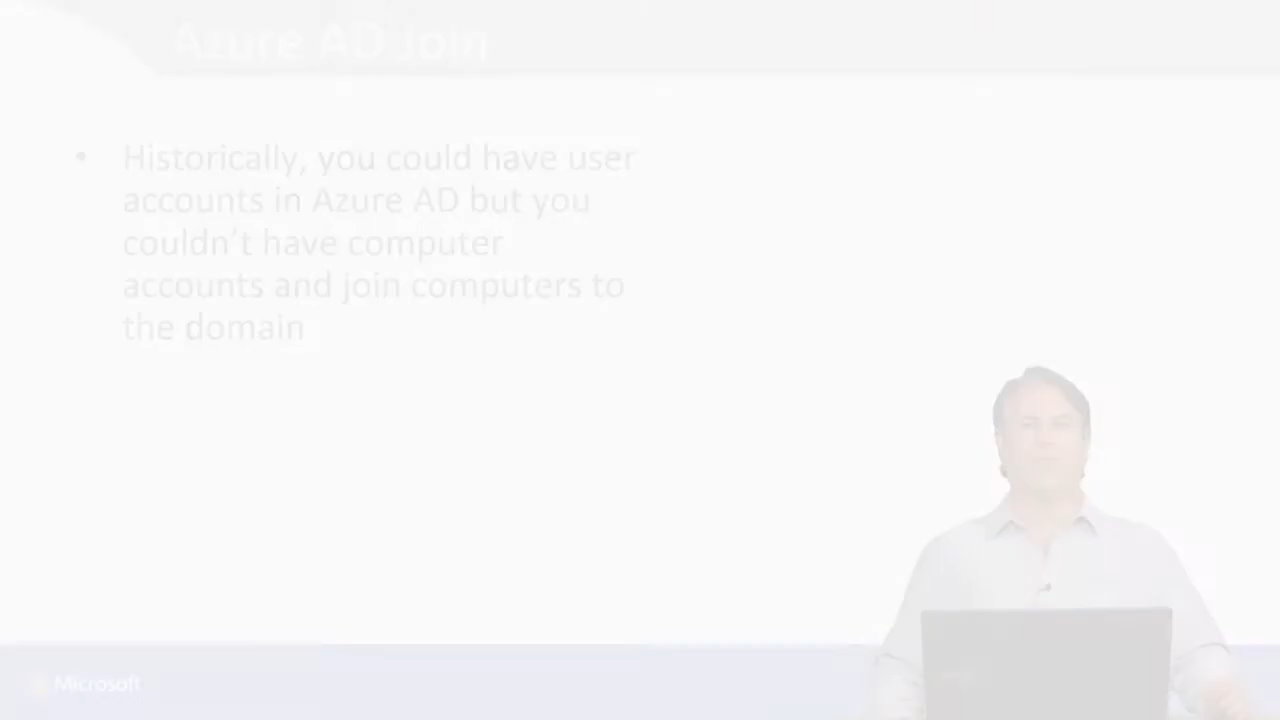 Azure AD Join
• Historically, you could have user
accounts in Azure AD but you
couldn't have computer
accounts and join computers to
the domain
Microsoft